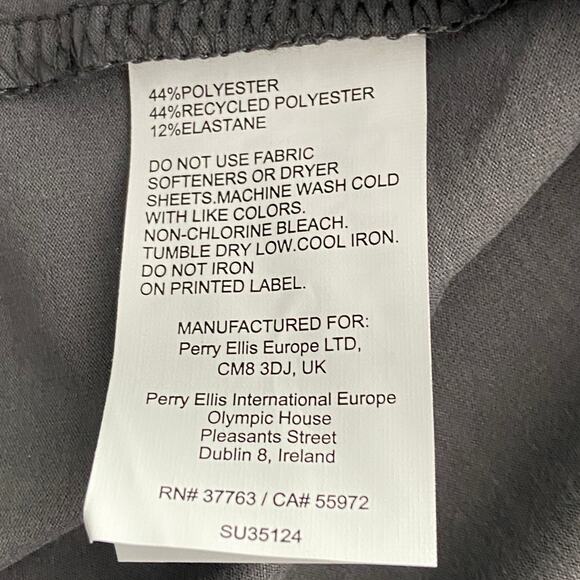 44%POLYESTER
44%RECYCLED POLYESTER
12%ELASTANE
DO NOT USE FABRIC
SOFTENERS OR DRYER
SHEETS.MACHINE WASH COLD
WITH LIKE COLORS.
NON-CHLORINE BLEACH.
TUMBLE DRY LOW.COOL IRON.
DO NOT IRON
ON PRINTED LABEL.
MANUFACTURED FOR:
Perry Ellis Europe LTD,
CM8 3DJ, UK
Perry Ellis International Europe
Olympic House
Pleasants Street
Dublin 8, Ireland
RN# 37763 / CA# 55972
SU35124